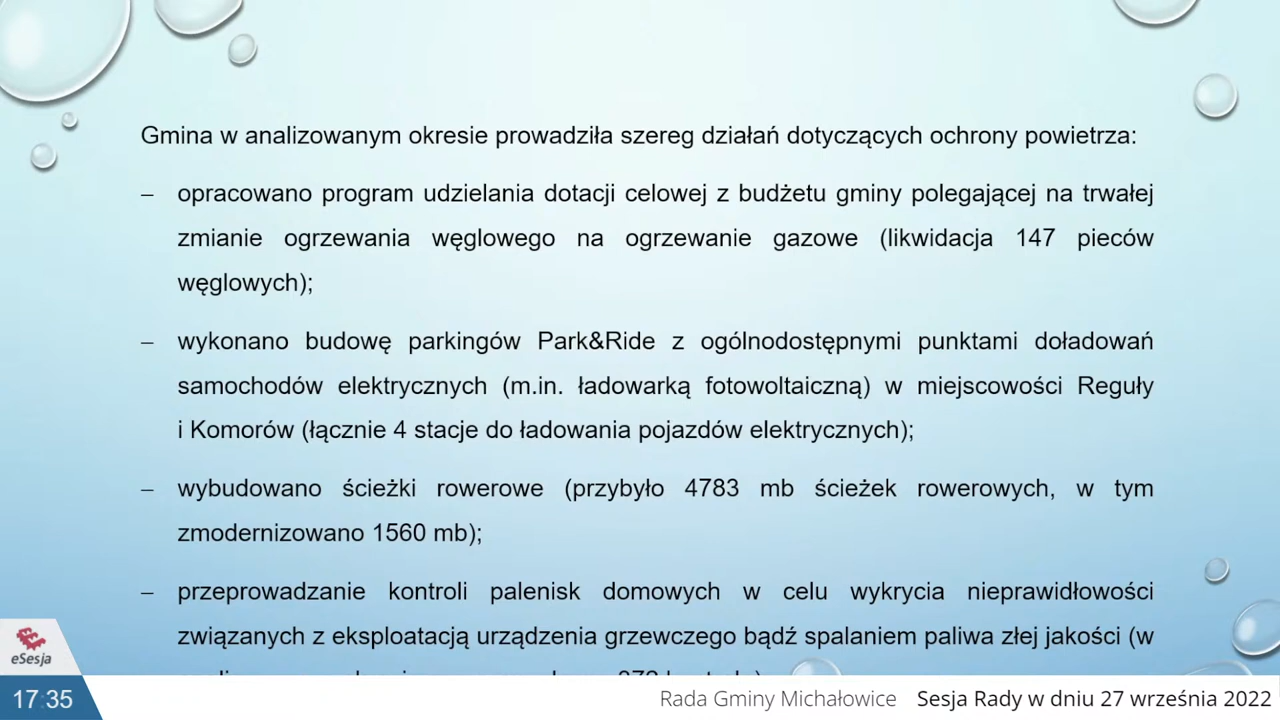 Gmina w analizowanym okresie prowadziła szereg działań dotyczących ochrony powietrza:
– opracowano program udzielania dotacji celowej z budżetu gminy polegającej na trwałej
zmianie ogrzewania węglowego na ogrzewanie gazowe (likwidacja 147 pieców
węglowych);
– wykonano budowę parkingów Park&Ride z ogólnodostępnymi punktami doładowań
samochodów elektrycznych (m.in. ładowarką fotowoltaiczną) w miejscowości Reguły
i Komorów (łącznie 4 stacje do ładowania pojazdów elektrycznych);
– wybudowano ścieżki rowerowe (przybyło 4783 mb ścieżek rowerowych, w tym
zmodernizowano 1560 mb);
– przeprowadzanie kontroli palenisk domowych w celu wykrycia nieprawidłowości
związanych z eksploatacją urządzenia grzewczego bądź spalaniem paliwa złej jakości (w
eSesja
17:35
Rada Gminy Michałowice Sesja Rady w dniu 27 września 2022